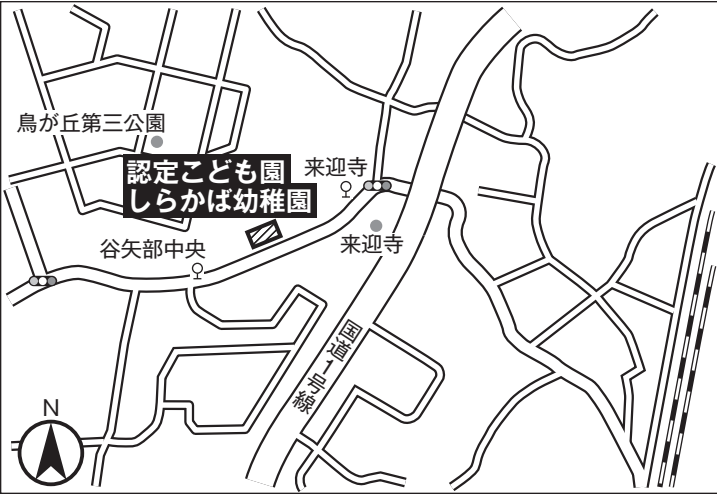 鳥が丘第三公園
認定こども園
しらかば幼稚園
来迎寺
来迎寺
谷矢部中央
国道1号線
N